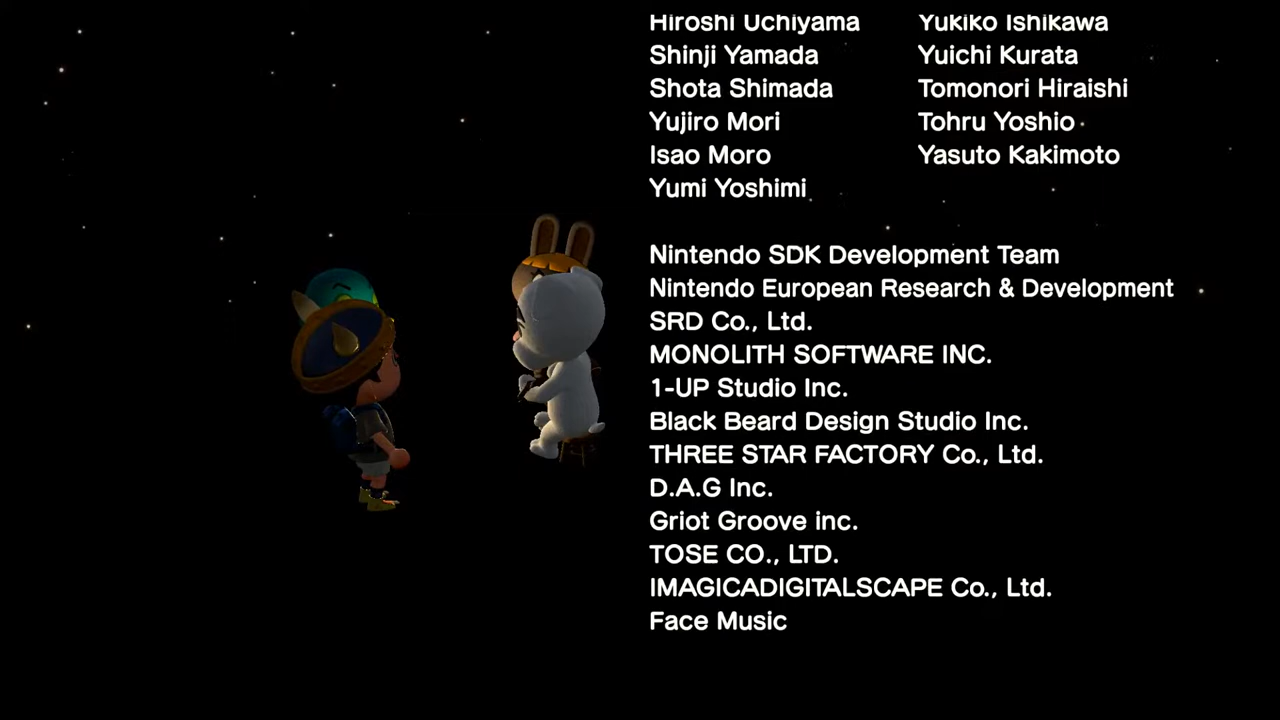 Hiroshi Uchiyama Yukiko Ishikawa
Shinji Yamada Yuichi Kurata
Shota Shimada Tomonori Hiraishi
Yujiro Mori Tohru Yoshio
Isao Moro Yasuto Kakimoto
Yumi Yoshimi
Nintendo SDK Development Team
Nintendo European Research & Development
SRD Co., Ltd.
MONOLITH SOFTWARE INC.
1-UP Studio Inc.
Black Beard Design Studio Inc.
THREE STAR FACTORY Co., Ltd.
D.A.G Inc.
Griot Groove inc.
TOSE CO., LTD.
IMAGICADIGITALSCAPE Co., Ltd.
Face Music